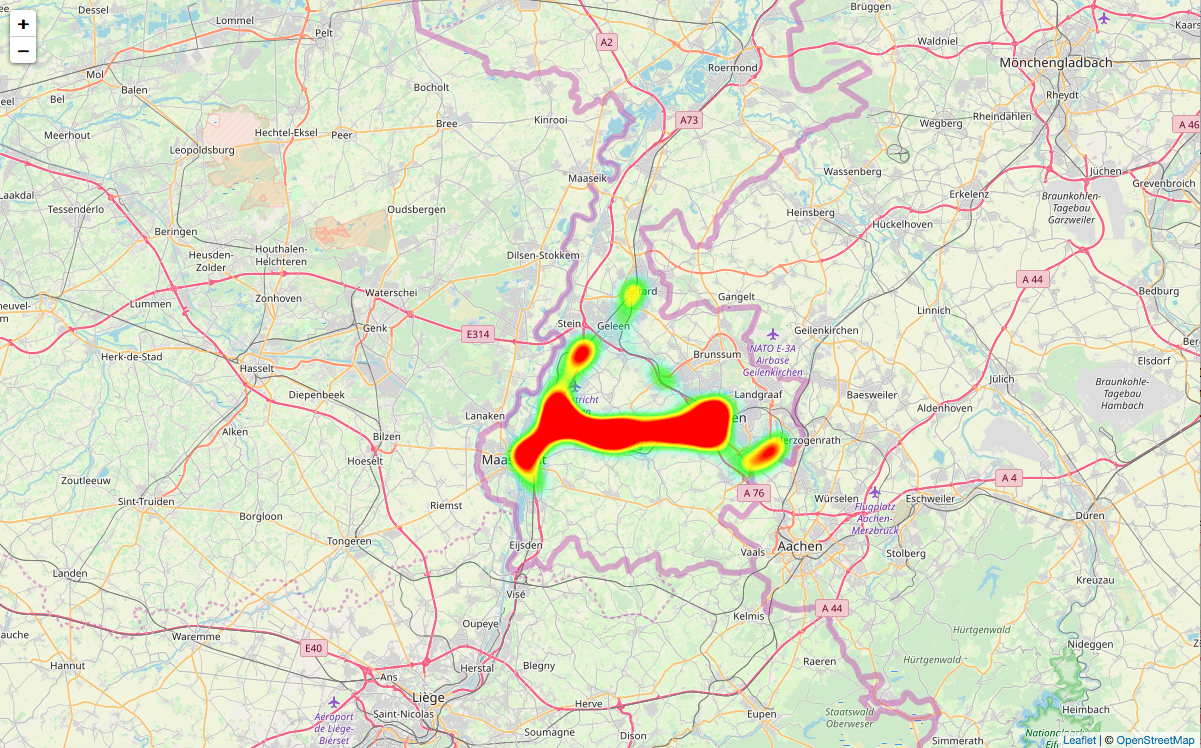 +
−
Dessel
Lommel
Pelt
A2
Brüggen
Waldniel
Kaars
Mol
Balen
Bel
Roermond
Mönchengladbach
Rheydt
Bocholt
Meerhout
Hechtel-Eksel
Peer
Bree
Kinrooi
A73
Wegberg
Rheindahlen
A 46
Leopoldsburg
Maaseik
Wassenberg
Jüchen
Grevenbroich
Erkelenz
Braunkohlen-
Tagebau
Garzweiler
Tessenderlo
Oudsbergen
Heinsberg
Hückelhoven
Beringen
Heusden-
Zolder
Houthalen-
Helchteren
Dilsen-Stokkem
Lummen
Zonhoven
Waterschei
Gangelt
A 44
Bedburg
Linnich
Genk
E314
Stein
Geleen
Geilenkirchen
NATO E-3A
Airbase
Geilenkirchen
Brunssum
Herk-de-Stad
Hasselt
Elsdorf
Jülich
Braunkohle-
Tagebau
Hambach
Diepenbeek
Landgraaf
Baesweiler
Aldenhoven
Alken
Lanaken
Bilzen
Hoeselt
Zoutleeuw
Sint-Truiden
Borgloon
Riemst
Tongeren
A 76
A 4
Würselen
Eschweiler
Flugplatz
Aachen-
Merzbrück
Düren
Eijsden
Vaals
Aachen
Stolberg
Landen
Visé
Kreuzau
Oupeye
Kelmis
A 44
Waremme
E40
Hürtgenwald
Nideggen
Hannut
Ans
Herstal
Blegny
Raeren
Hürtgenwald
Liège
Saint-Nicolas
Aéroport
de Liège-
Bierset
Herve
Soumagne
Dison
Eupen
Staatswald
Oberweser
Heimbach
Simmerath
Leaflet | © OpenStreetMap